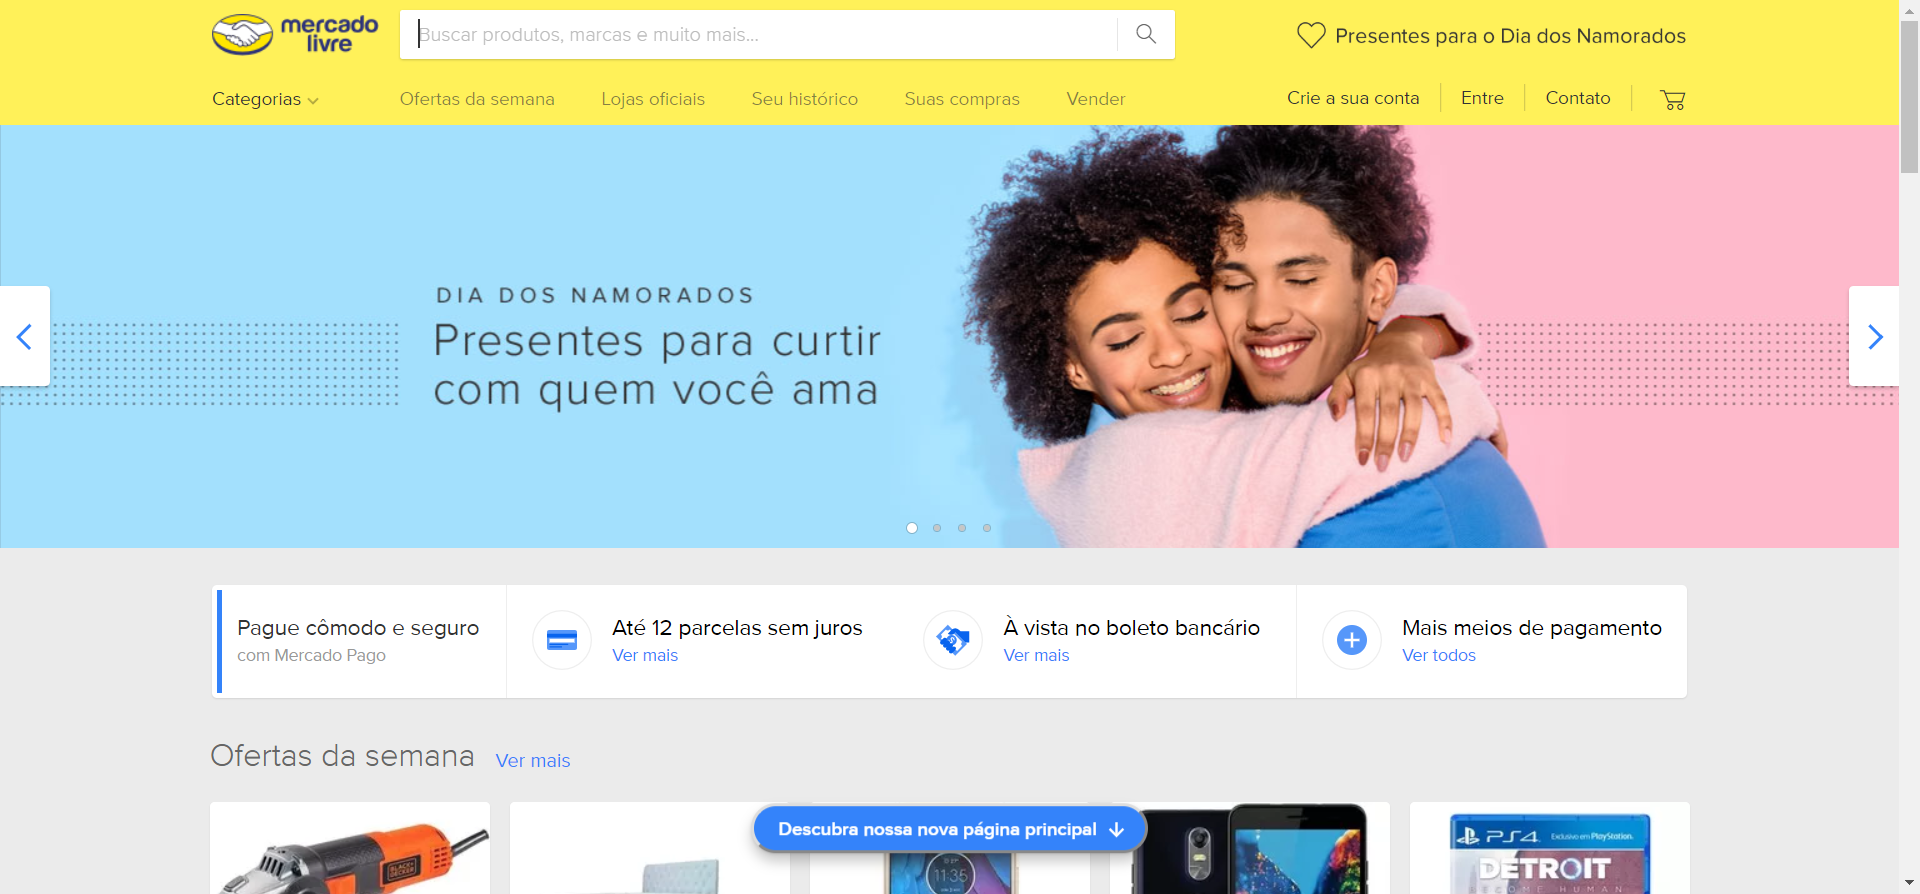 mercado
livre
Buscar produtos, marcas e muito mais...
Presentes para o Dia dos Namorados
Categorias
Ofertas da semana
Lojas oficiais
Seu histórico
Suas compras
Vender
Crie a sua conta
Entre
Contato
DIA DOS NAMORADOS
Presentes para curtir
com quem você ama
Pague cômodo e seguro
com Mercado Pago
Até 12 parcelas sem juros
Ver mais
À vista no boleto bancário
Ver mais
Mais meios de pagamento
Ver todos
Ofertas da semana
Ver mais
Descubra nossa nova página principal
BLACK+
DECKER
11:35
PS4
Exclusivo em PlayStation.
DETROIT
BECOME HUMAN